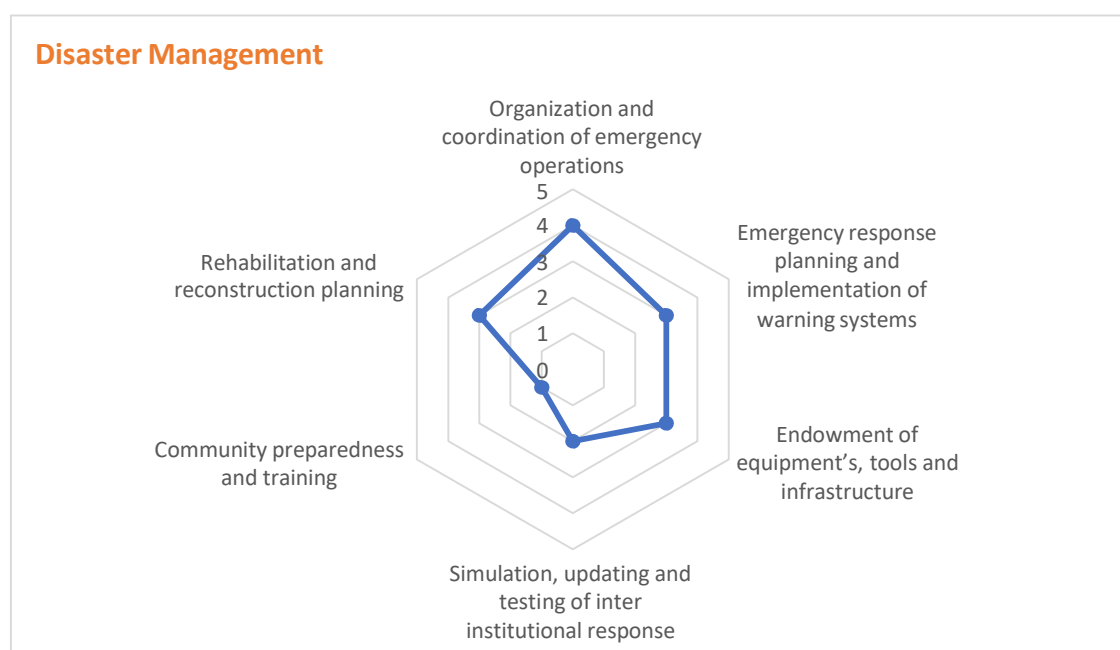 Disaster Management
Organization and
coordination of emergency
operations
5
4
3
2
1
0
Emergency response
planning and
implementation of
warning systems
Endowment of
equipment’s, tools and
infrastructure
Simulation, updating and
testing of inter
institutional response
Community preparedness
and training
Rehabilitation and
reconstruction planning